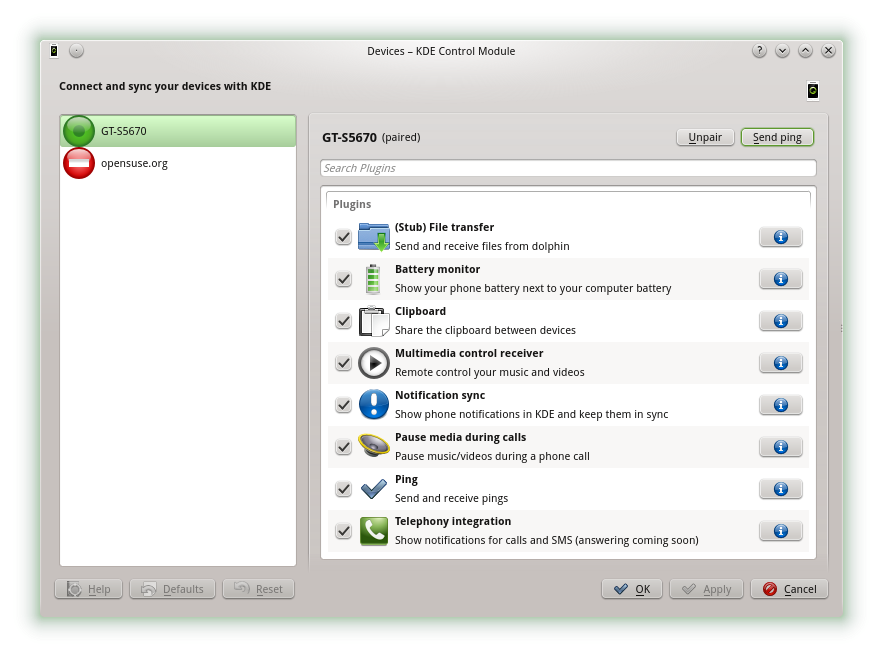 Devices – KDE Control Module
Connect and sync your devices with KDE
GT-S5670
opensuse.org
GT-S5670 (paired)
Unpair
Send ping
Search Plugins
Plugins
(Stub) File transfer
Send and receive files from dolphin
Battery monitor
Show your phone battery next to your computer battery
Clipboard
Share the clipboard between devices
Multimedia control receiver
Remote control your music and videos
Notification sync
Show phone notifications in KDE and keep them in sync
Pause media during calls
Pause music/videos during a phone call
Ping
Send and receive pings
Telephony integration
Show notifications for calls and SMS (answering coming soon)
Help
Defaults
Reset
OK
Apply
Cancel